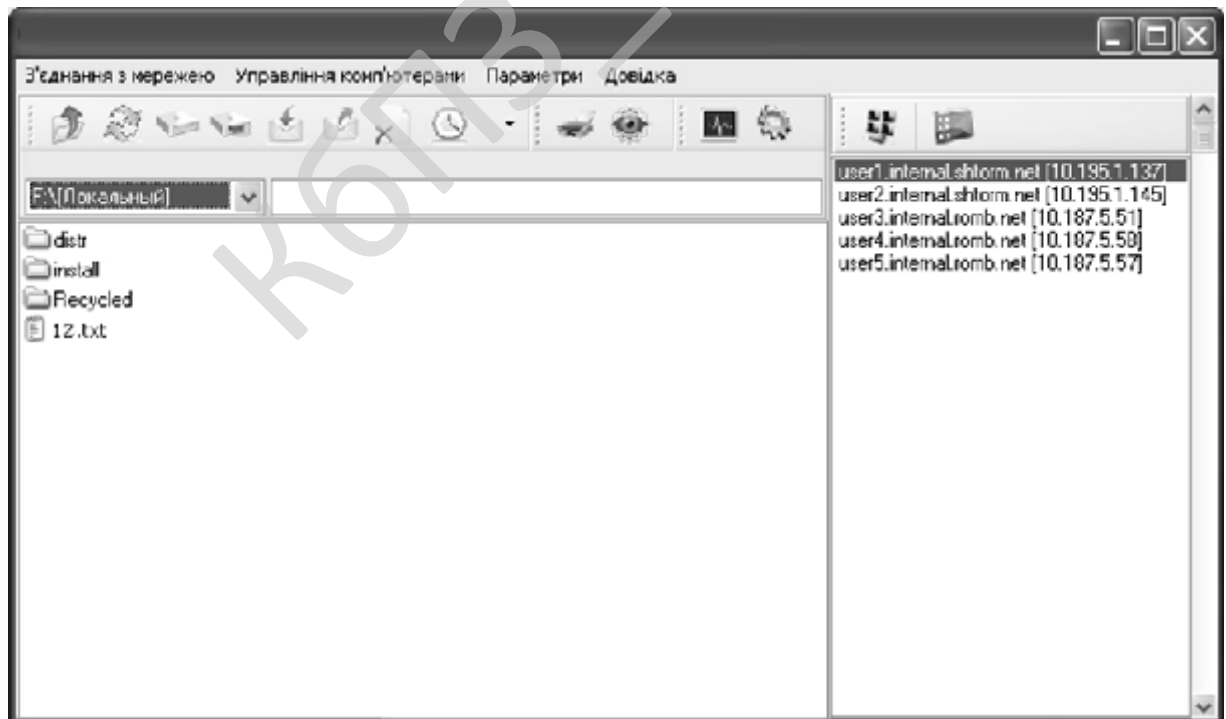 З'єднання з мережею Управління комп'ютерами Параметри Довідка
F:\[Локальный]
distr
install
Recycled
12.txt
user1.internal.shtorm.net [10.195.1.137]
user2.internal.shtorm.net [10.195.1.145]
user3.internal.romb.net [10.187.5.51]
user4.internal.romb.net [10.187.5.58]
user5.internal.romb.net [10.187.5.57]
КбПЗ_